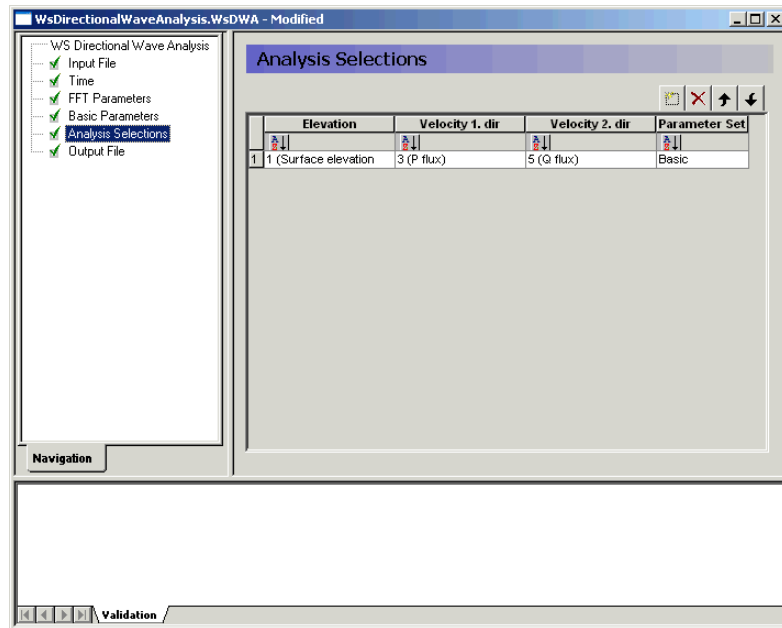 WsDirectionalWaveAnalysis.WsDWA - Modified
WS Directional Wave Analysis
Input File
Time
FFT Parameters
Basic Parameters
Analysis Selections
Output File
Navigation
Analysis Selections
Elevation Velocity 1. dir Velocity 2. dir Parameter Set
1 1 (Surface elevation 3 (P flux) 5 (Q flux) Basic
Validation